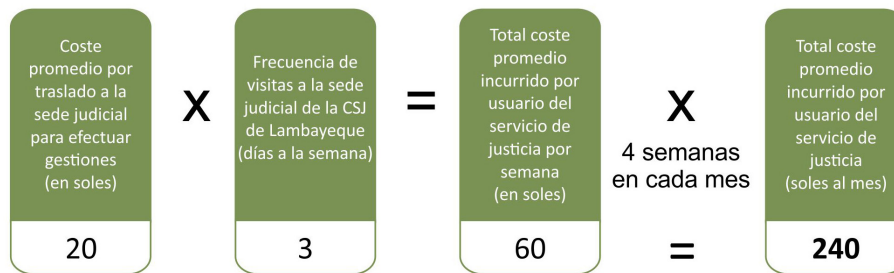 Coste
promedio por
traslado a la
sede judicial
para efectuar
gestiones
(en soles)
20
X
Frecuencia de
visitas a la sede
judicial de la CSJ
de Lambayeque
(días a la semana)
3
=
Total coste
promedio
incurrido por
usuario del
servicio de
justicia por
semana
(en soles)
60
X
4 semanas
en cada mes
=
Total coste
promedio
incurrido por
usuario del
servicio de
justicia
(soles al mes)
240